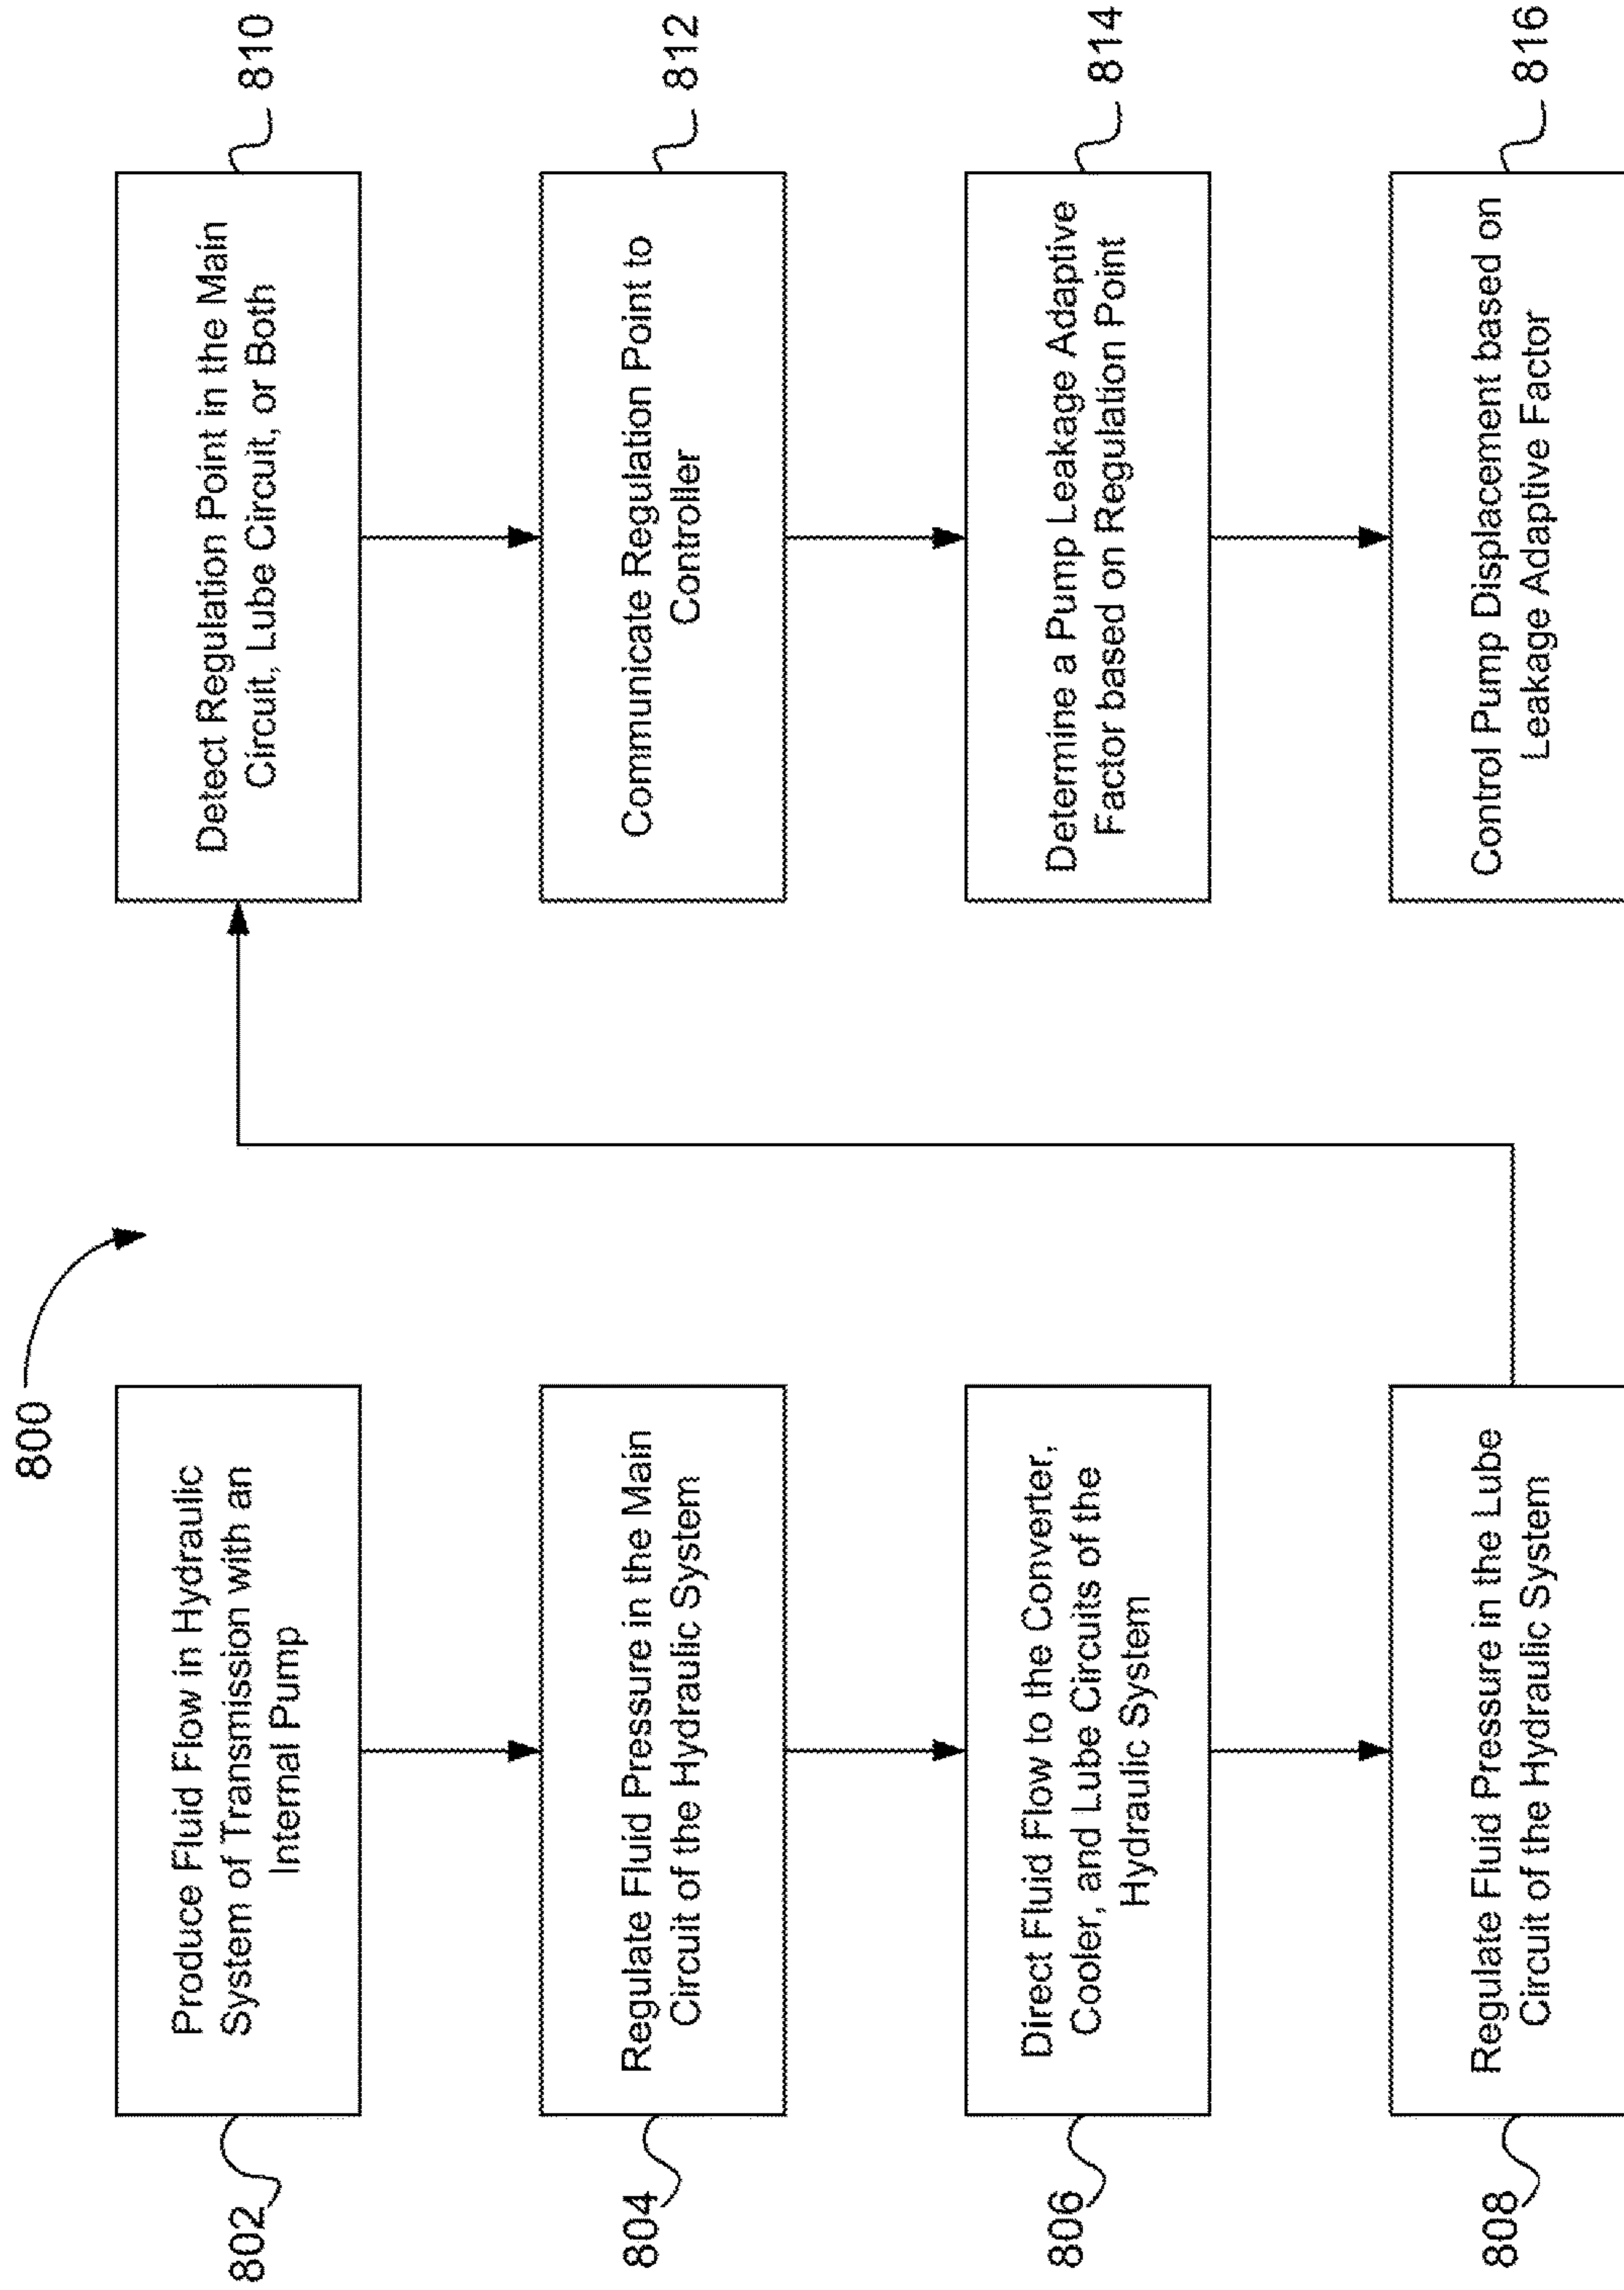 800
802
Produce Fluid Flow in Hydraulic
System of Transmission with an
Internal Pump
804
Regulate Fluid Pressure in the Main
Circuit of the Hydraulic System
806
Direct Fluid Flow to the Converter,
Cooler, and Lube Circuits of the
Hydraulic System
808
Regulate Fluid Pressure in the Lube
Circuit of the Hydraulic System
Detect Regulation Point in the Main
Circuit, Lube Circuit, or Both
810
Communicate Regulation Point to
Controller
812
Determine a Pump Leakage Adaptive
Factor based on Regulation Point
814
Control Pump Displacement based on
Leakage Adaptive Factor
816